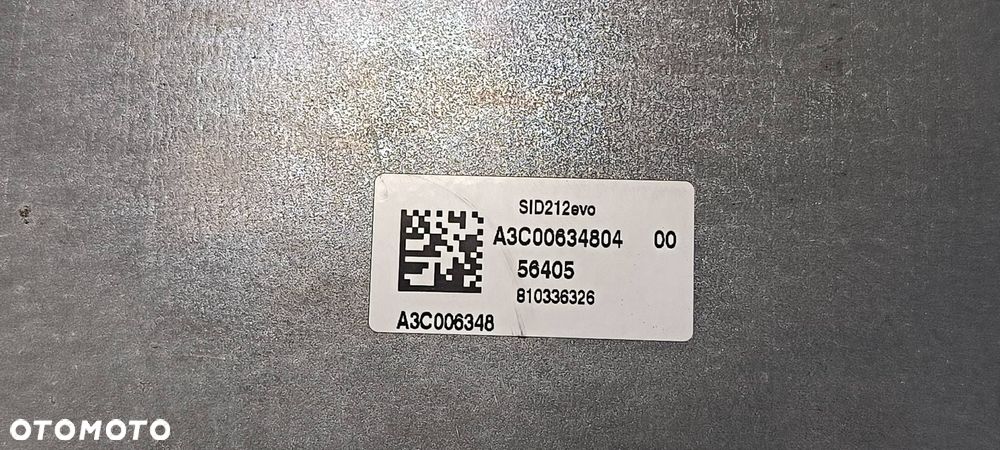 SID212evo
A3C00634804 00
56405
810336326
A3C006348
OTOMOTO